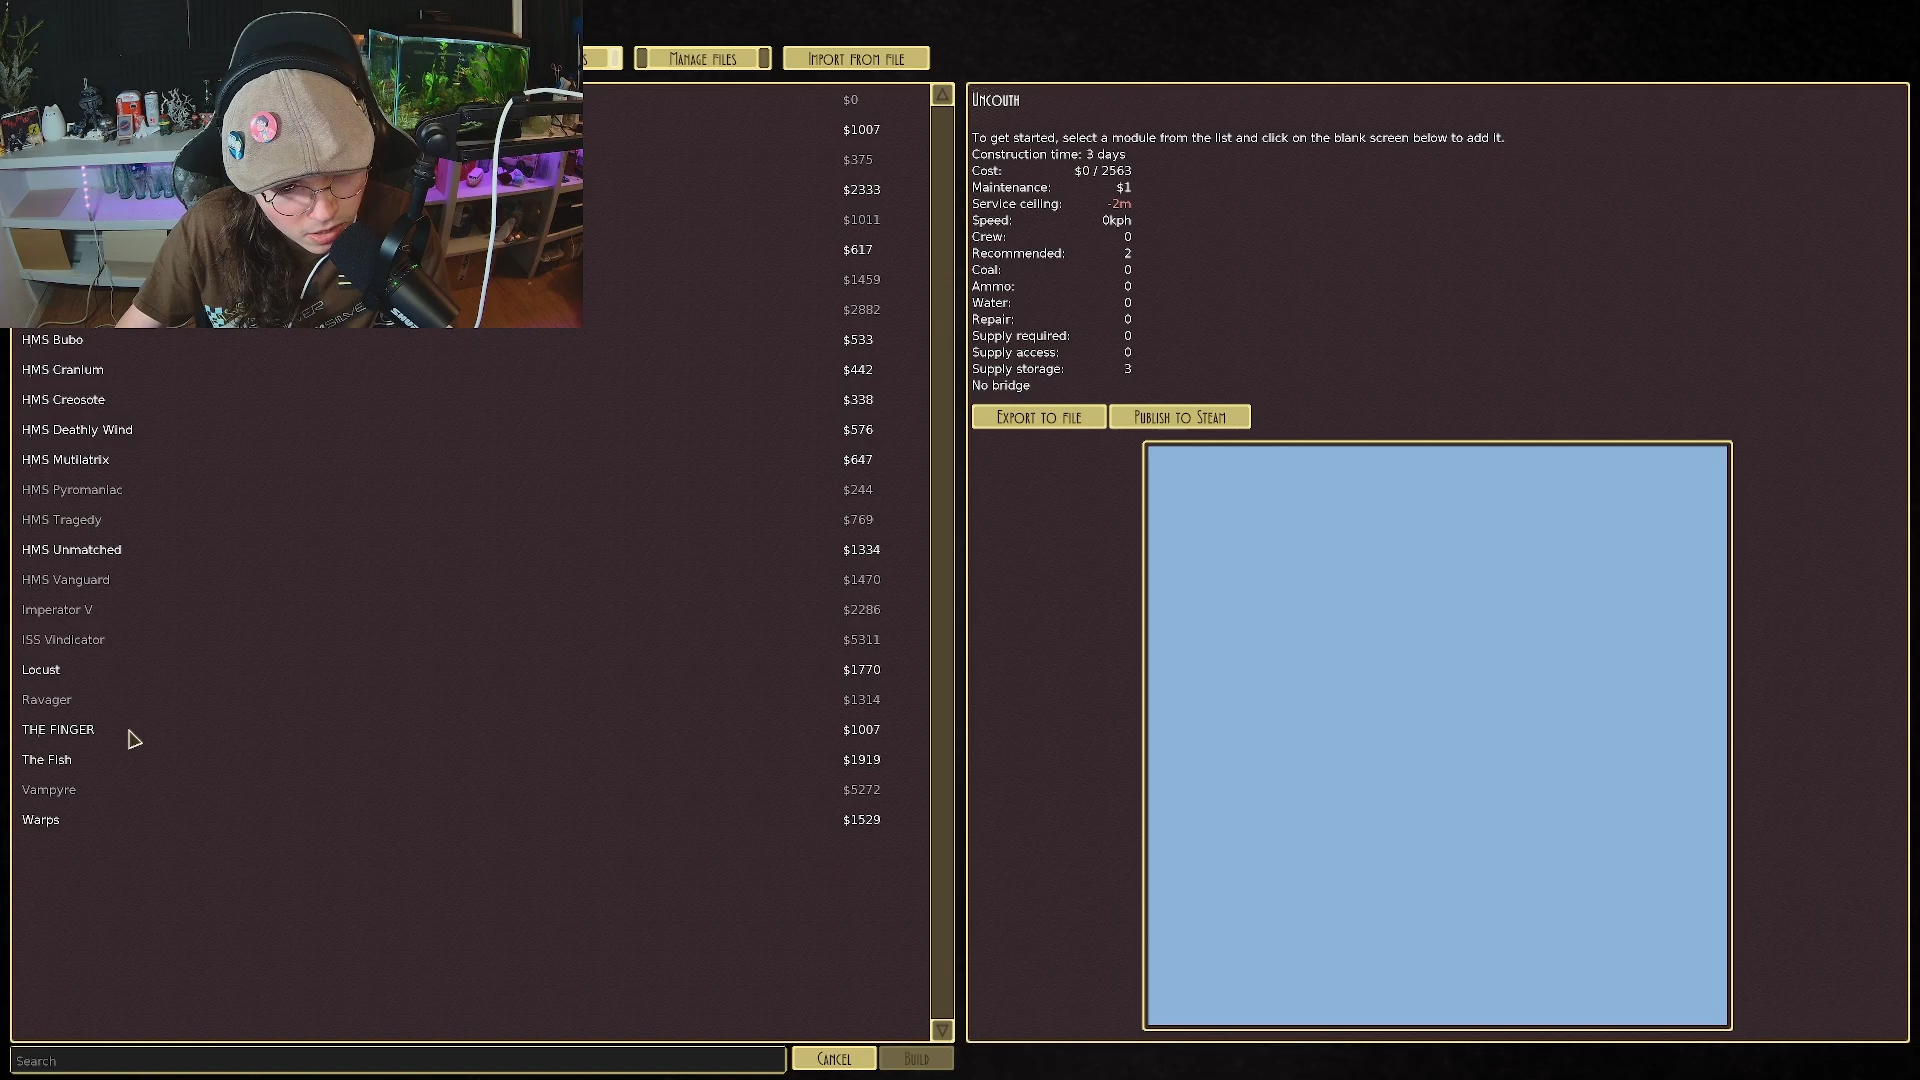 MANAGE FILES
IMPORT FROM FILE
$0
$1007
$375
$2333
$1011
$617
$1459
$2882
HMS Bubo $533
HMS Cranium $442
HMS Creosote $338
HMS Deathly Wind $576
HMS Mutilatrix $647
HMS Pyromaniac $244
HMS Tragedy $769
HMS Unmatched $1334
HMS Vanguard $1470
Imperator V $2286
ISS Vindicator $5311
Locust $1770
Ravager $1314
THE FINGER $1007
The Fish $1919
Vampyre $5272
Warps $1529
Search
CANCEL
BUILD
UNCOUTH
To get started, select a module from the list and click on the blank screen below to add it.
Construction time: 3 days
Cost: $0 / 2563
Maintenance: $1
Service ceiling: -2m
Speed: 0kph
Crew: 0
Recommended: 2
Coal: 0
Ammo: 0
Water: 0
Repair: 0
Supply required: 0
Supply access: 0
Supply storage: 3
No bridge
EXPORT TO FILE
PUBLISH TO STEAM